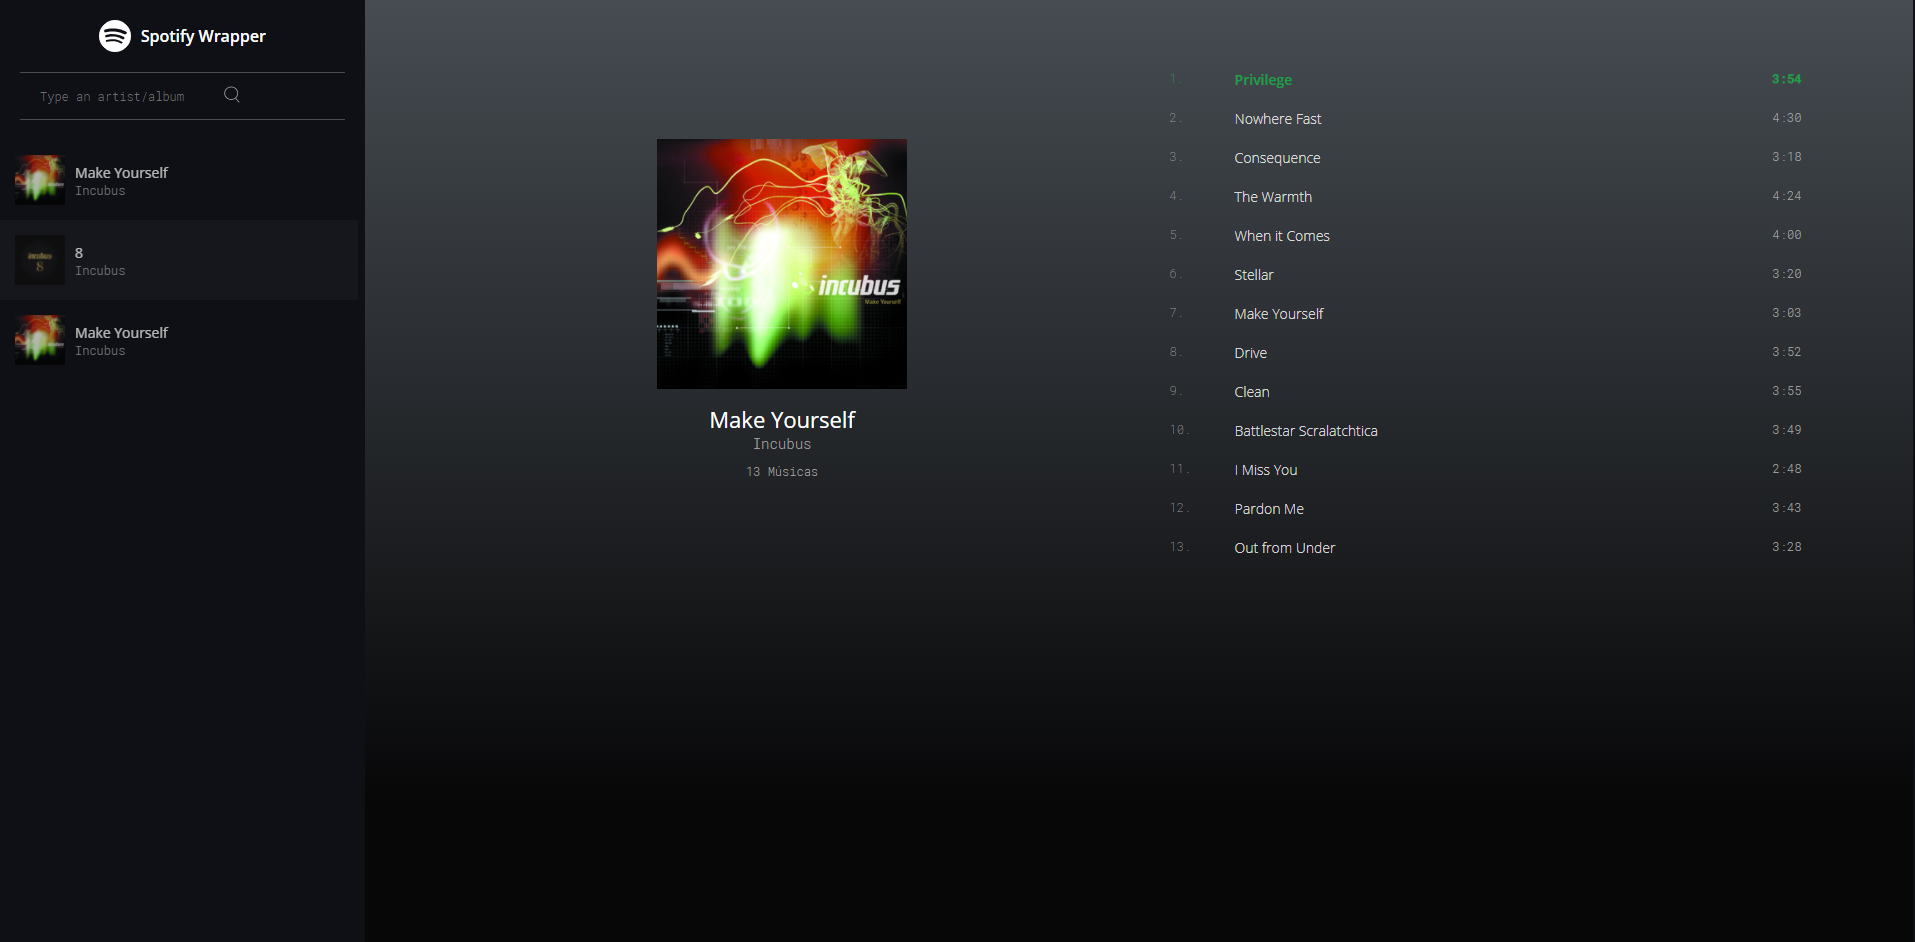 Spotify Wrapper
Type an artist/album
Make Yourself
Incubus
incubus
8
8
Incubus
Make Yourself
Incubus
incubus
Make Yourself
Make Yourself
Incubus
13 Músicas
1. Privilege 3:54
2. Nowhere Fast 4:30
3. Consequence 3:18
4. The Warmth 4:24
5. When it Comes 4:00
6. Stellar 3:20
7. Make Yourself 3:03
8. Drive 3:52
9. Clean 3:55
10. Battlestar Scralatchtica 3:49
11. I Miss You 2:48
12. Pardon Me 3:43
13. Out from Under 3:28